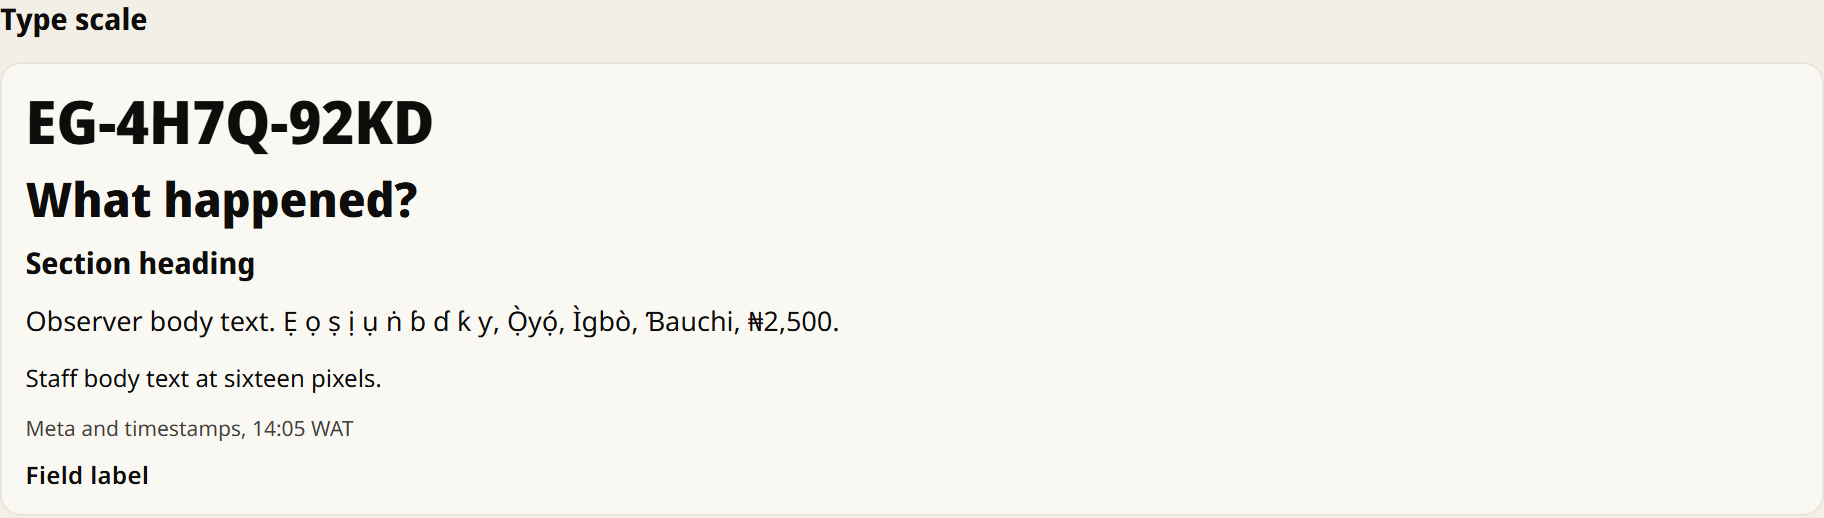 Type scale
EG-4H7Q-92KD
What happened?
Section heading
Observer body text. Ẹ ọ ṣ ị ụ ṅ ɓ ɗ ƙ ƴ, Ọ̀yọ́, Ìgbò, Ɓauchi, ₦2,500.
Staff body text at sixteen pixels.
Meta and timestamps, 14:05 WAT
Field label